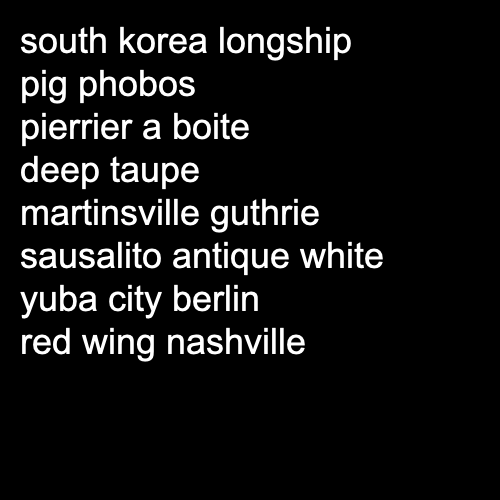 south korea longship
pig phobos
pierrier a boite
deep taupe
martinsville guthrie
sausalito antique white
yuba city berlin
red wing nashville